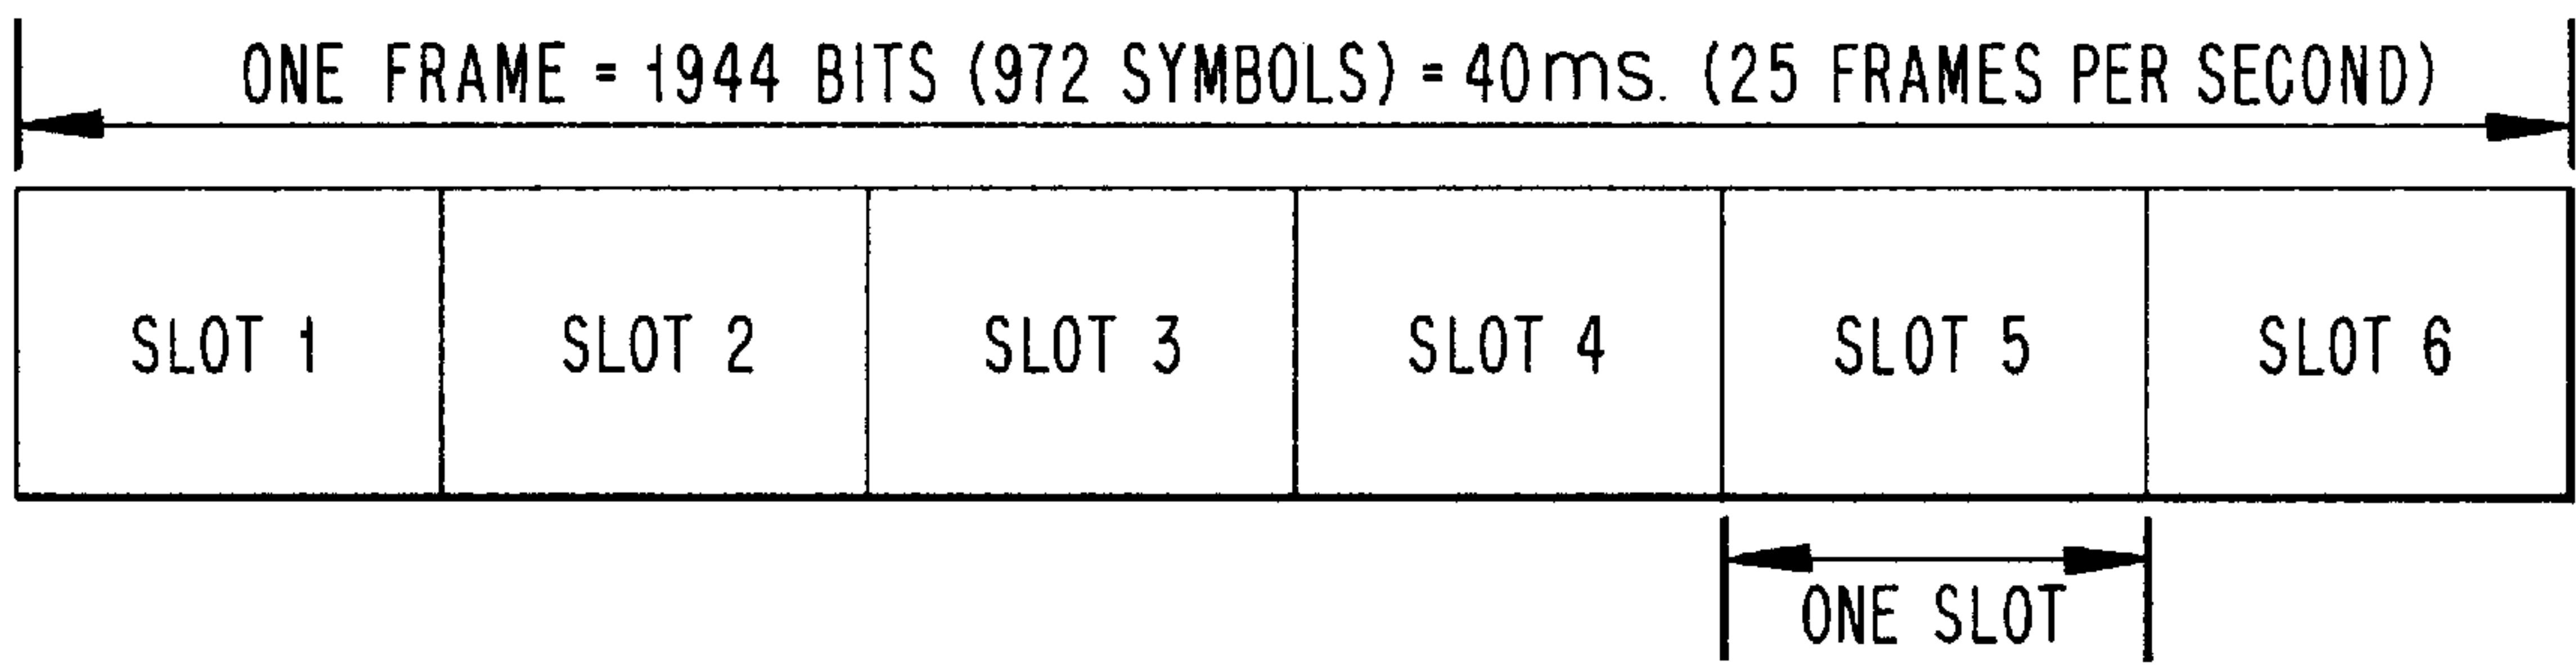 ONE FRAME = 1944 BITS (972 SYMBOLS) = 40ms. (25 FRAMES PER SECOND)
SLOT 1 SLOT 2 SLOT 3 SLOT 4 SLOT 5 SLOT 6
ONE SLOT